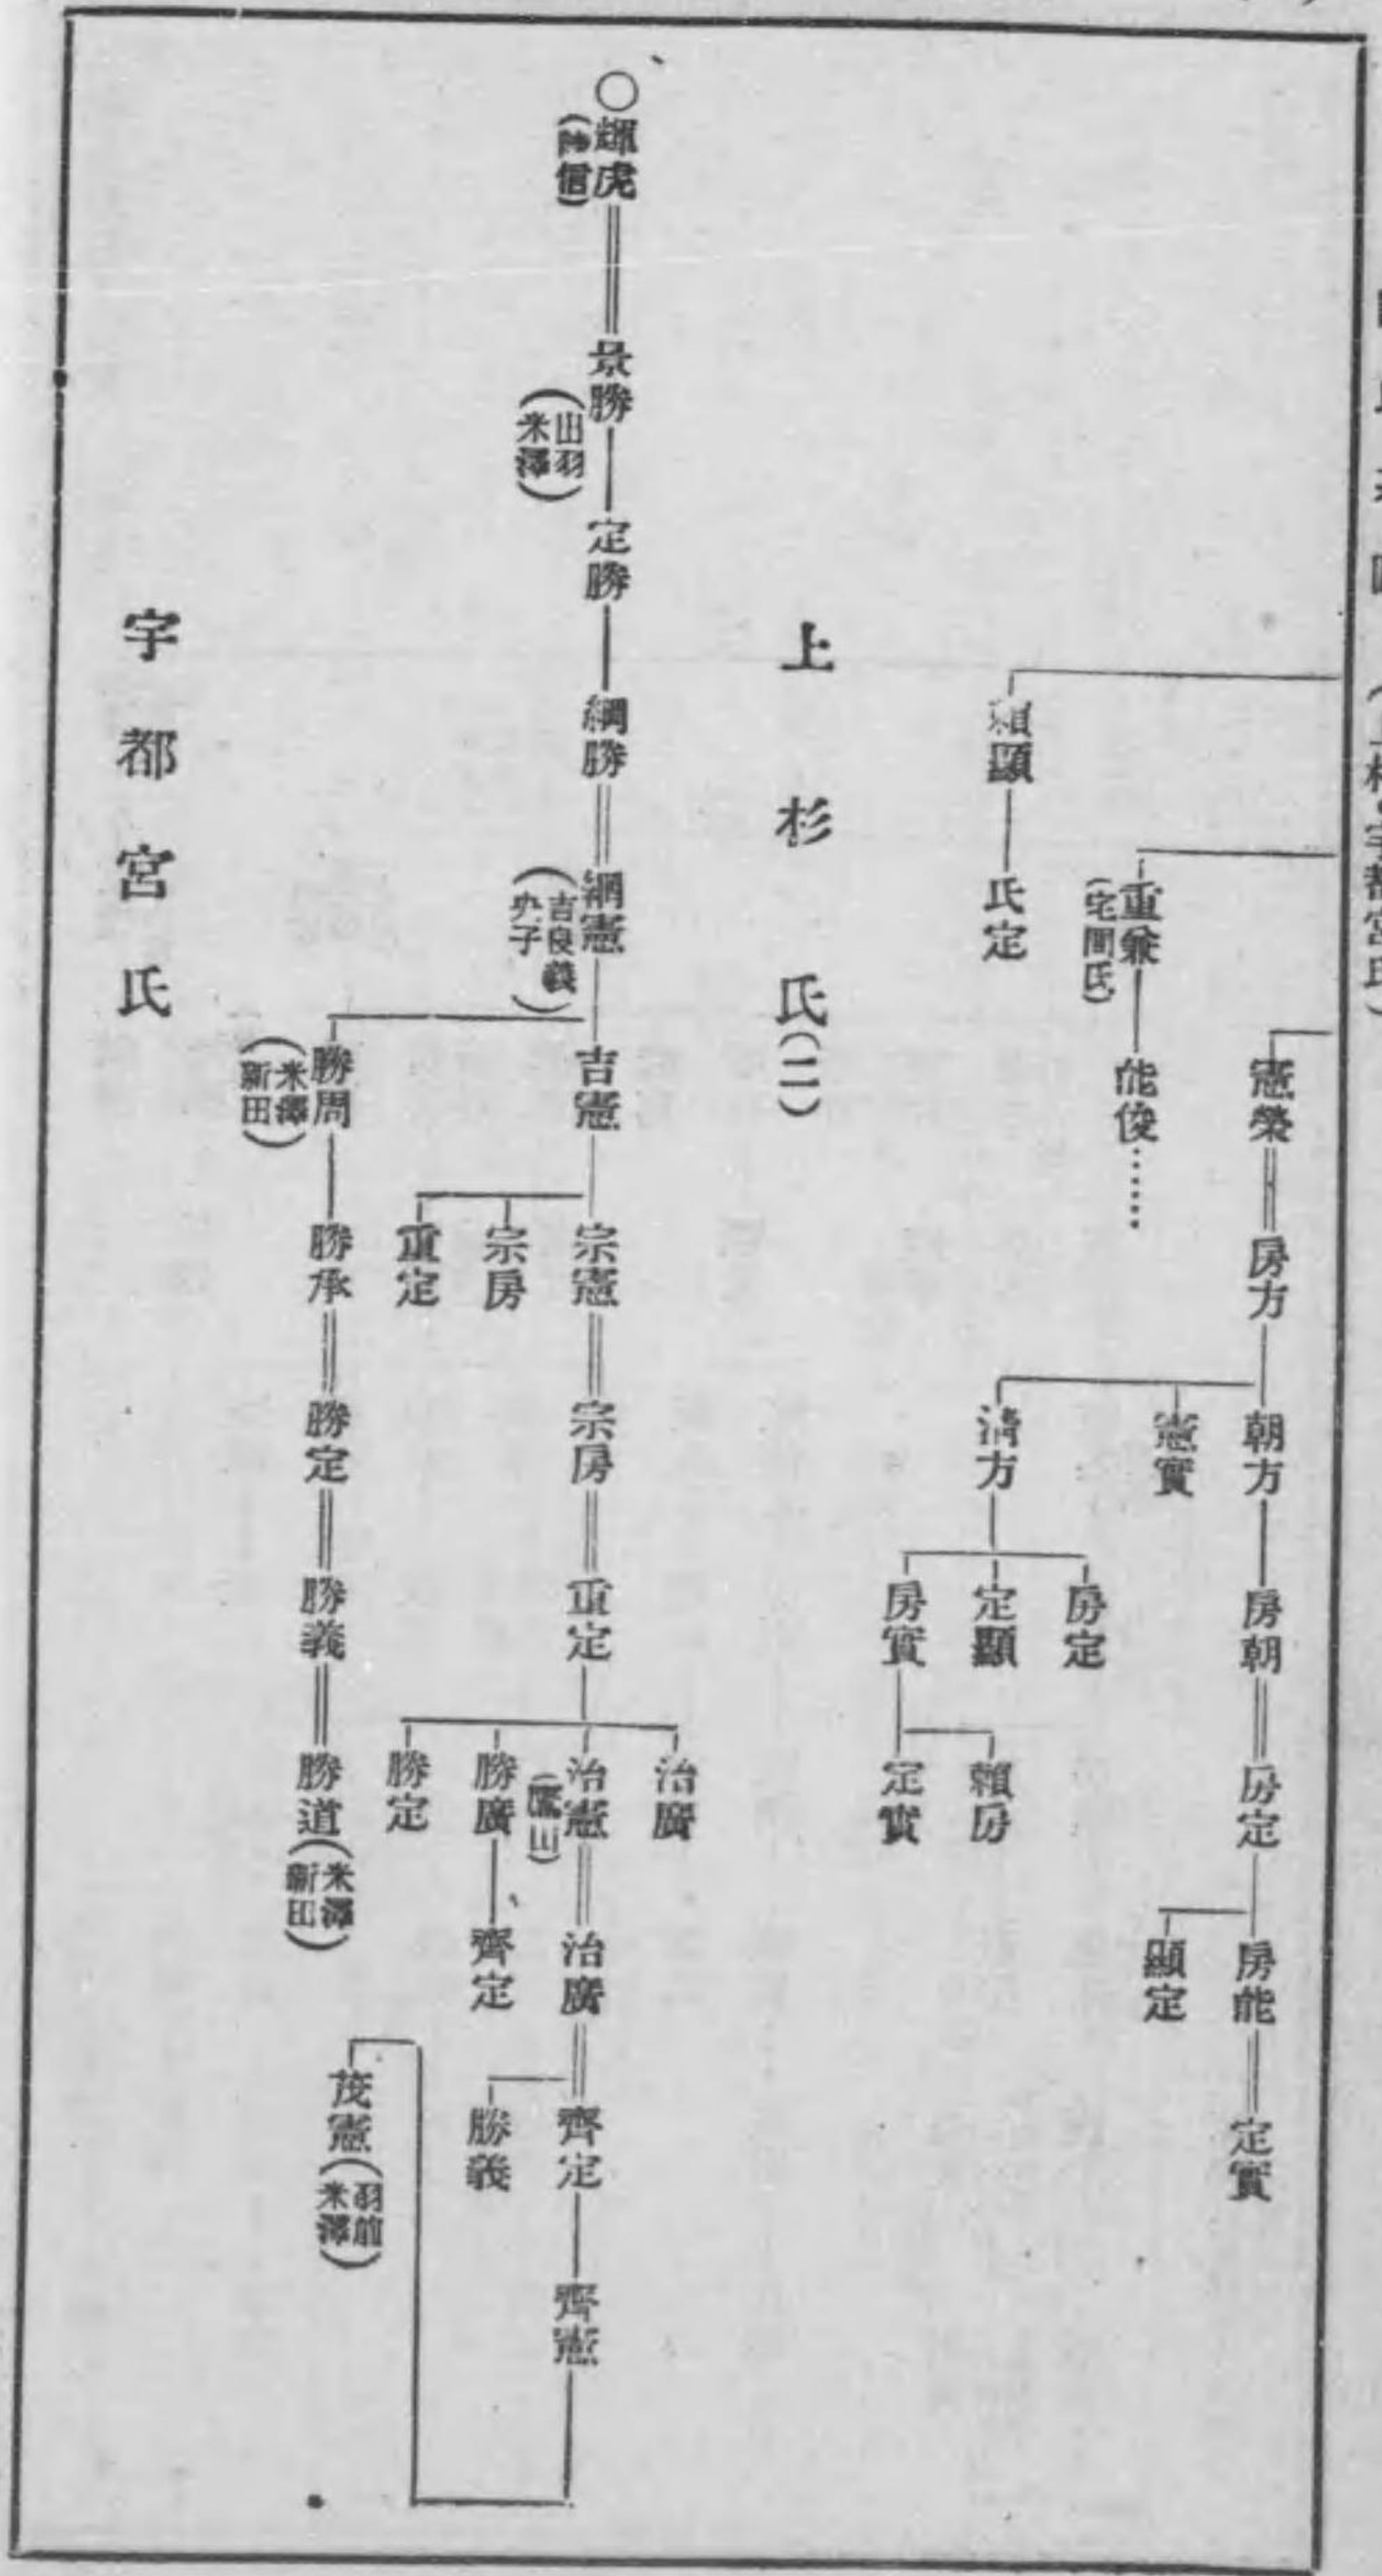 憲榮　房方　朝方　房朝　房定　房能　定實
憲實
顯定
重兼　能俊……
(宅間氏)
清方　房定
定顯
房實　賴房
定實
賴顯　氏定
上杉氏(二)
○輝虎　景勝　定勝　綱勝　綱憲　吉憲　宗憲　宗房　重定　治憲　治廣　齊定　齊憲
(謙信)
(出羽
米澤)
(吉良義
央子)
治廣
(鷹山)
宗房
勝廣　齊定
勝義
重定
勝定
勝周　勝承　勝定　勝義　勝道(米澤
新田)
(米澤
新田)
茂憲(羽前
米澤)
宇都宮氏